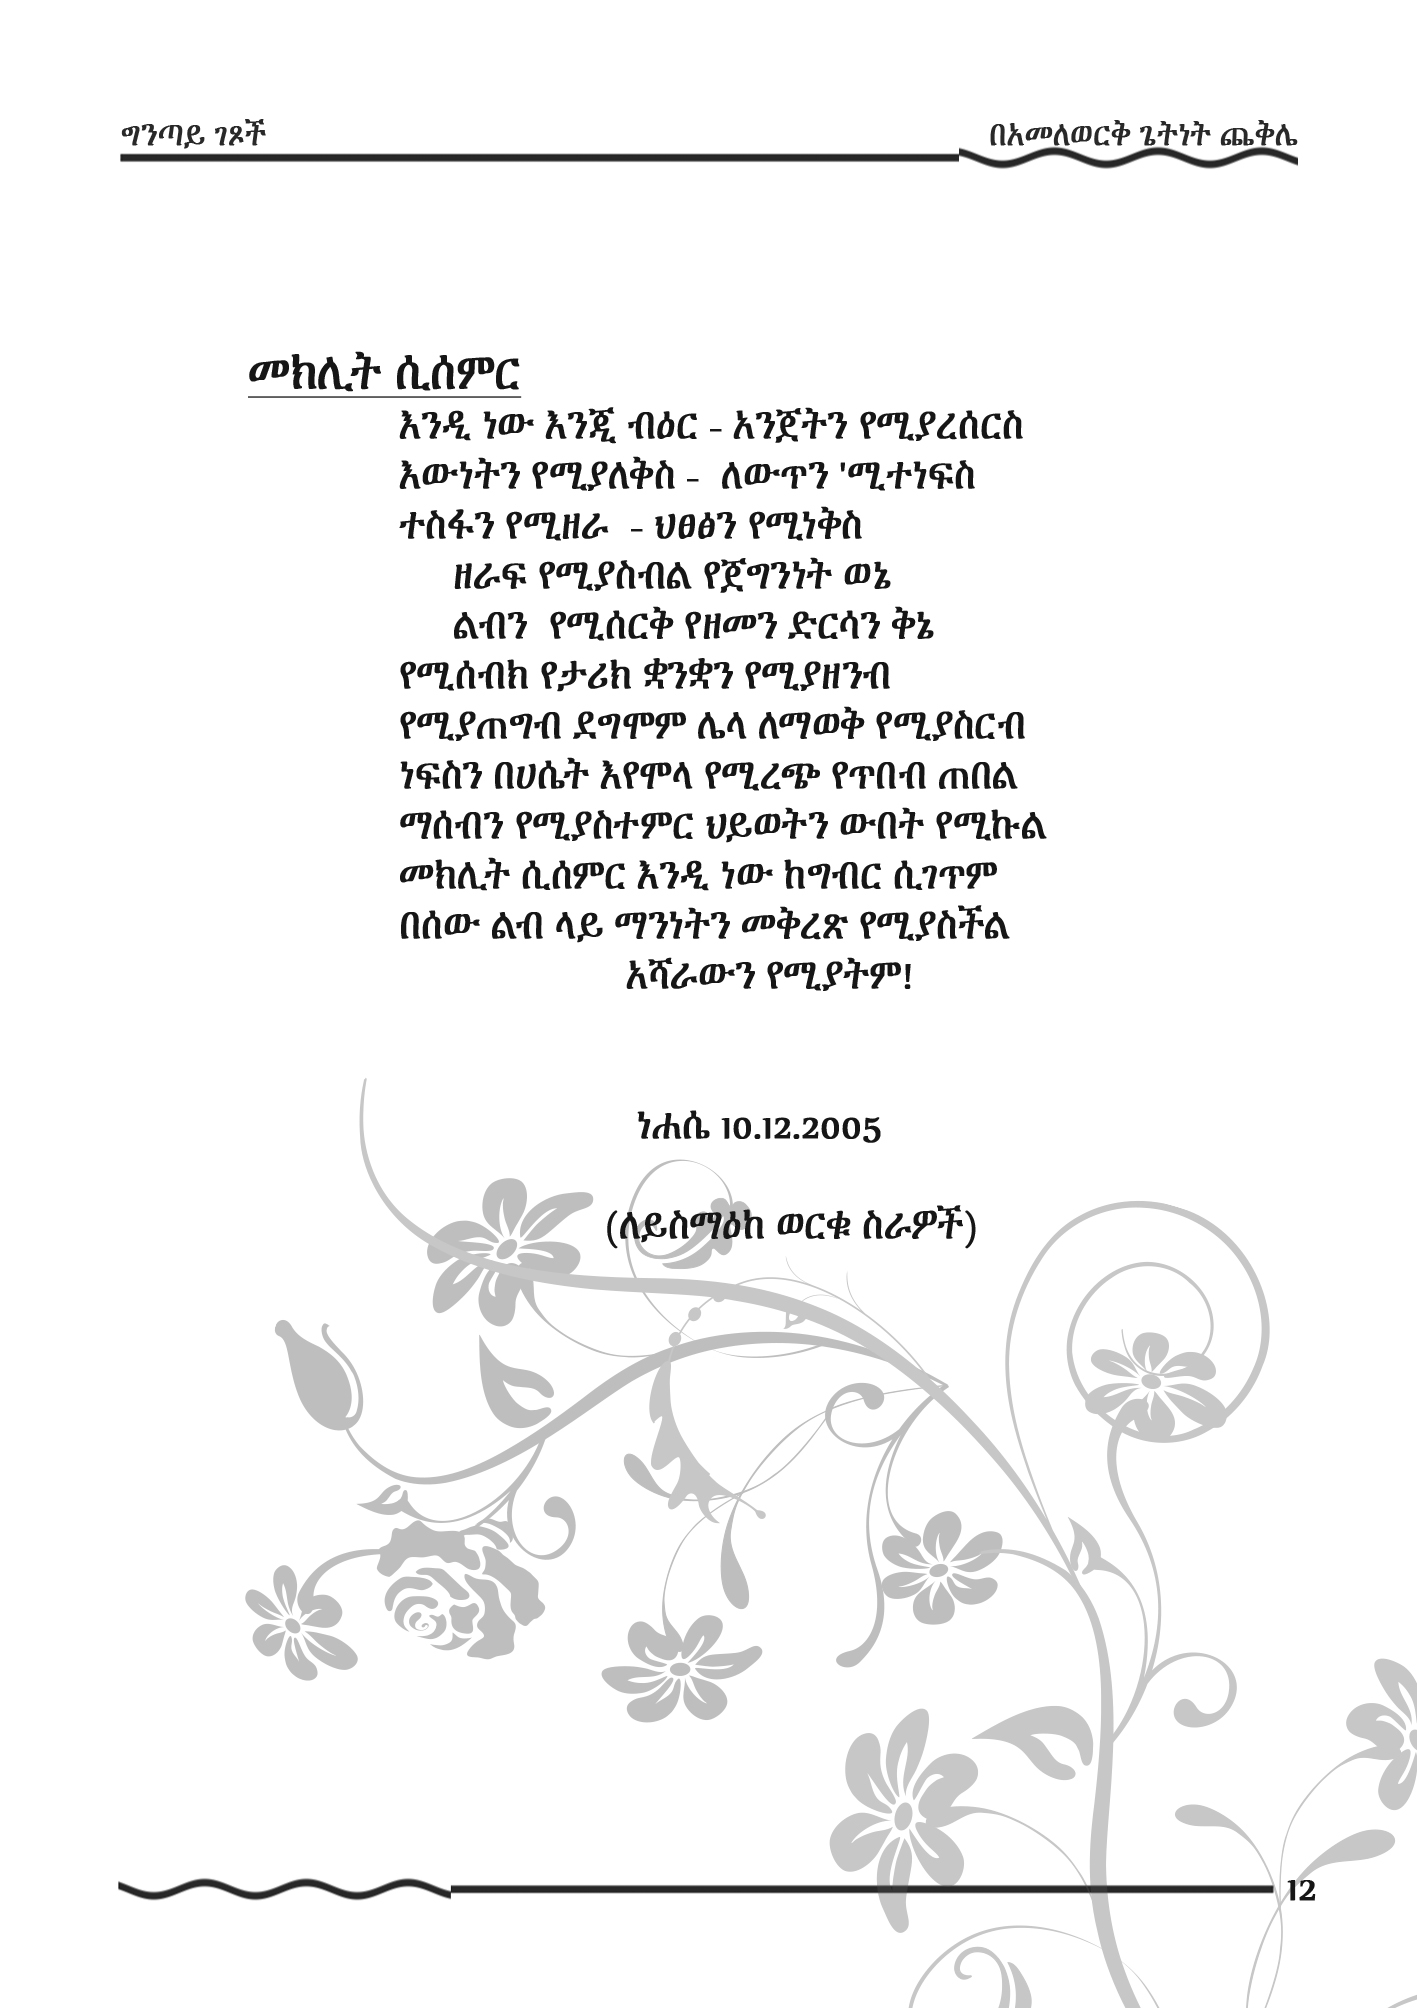 ግንጣይ ገጾች
በአመለወርቅ ጌትነት ጨቅሌ
መክሊት ሲሰምር
እንዲ ነው እንጂ ብዕር - አንጀትን የሚያረሰርስ
እውነትን የሚያለቅስ - ለውጥን 'ሚተነፍስ
ተስፋን የሚዘራ - ህፀፅን የሚነቅስ
ዘራፍ የሚያስብል የጀግንነት ወኔ
ልብን የሚሰርቅ የዘመን ድርሳን ቅኔ
የሚሰብክ የታሪክ ቋንቋን የሚያዘንብ
የሚያጠግብ ደግሞም ሌላ ለማወቅ የሚያስርብ
ነፍስን በሀሴት እየሞላ የሚረጭ የጥበብ ጠበል
ማሰብን የሚያስተምር ህይወትን ውበት የሚኩል
መክሊት ሲሰምር እንዲ ነው ከግብር ሲገጥም
በሰው ልብ ላይ ማንነትን መቅረጽ የሚያስችል
አሻራውን የሚያትም!
ነሐሴ 10.12.2005
(ለይስማዕከ ወርቁ ስራዎች)
12